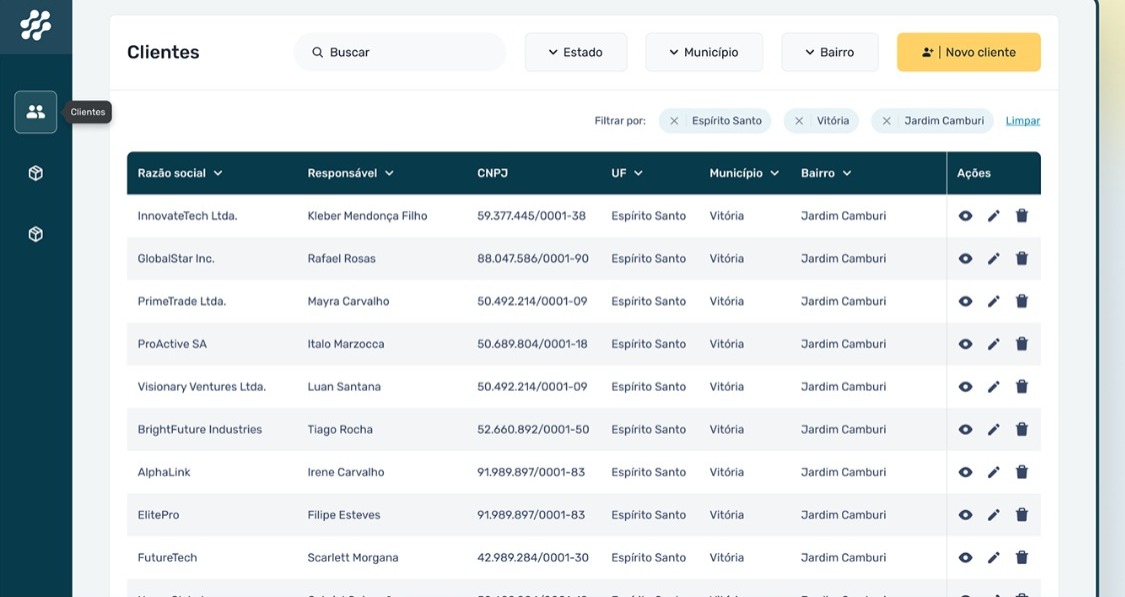 Clientes
Buscar
Estado
Município
Bairro
| Novo cliente
Clientes
Filtrar por:
Espírito Santo
Vitória
Jardim Camburi
Limpar
Razão social Responsável CNPJ UF Município Bairro Ações
InnovateTech Ltda. Kleber Mendonça Filho 59.377.445/0001-38 Espírito Santo Vitória Jardim Camburi
GlobalStar Inc. Rafael Rosas 88.047.586/0001-90 Espírito Santo Vitória Jardim Camburi
PrimeTrade Ltda. Mayra Carvalho 50.492.214/0001-09 Espírito Santo Vitória Jardim Camburi
ProActive SA Italo Marzocca 50.689.804/0001-18 Espírito Santo Vitória Jardim Camburi
Visionary Ventures Ltda. Luan Santana 50.492.214/0001-09 Espírito Santo Vitória Jardim Camburi
BrightFuture Industries Tiago Rocha 52.660.892/0001-50 Espírito Santo Vitória Jardim Camburi
AlphaLink Irene Carvalho 91.989.897/0001-83 Espírito Santo Vitória Jardim Camburi
ElitePro Filipe Esteves 91.989.897/0001-83 Espírito Santo Vitória Jardim Camburi
FutureTech Scarlett Morgana 42.989.284/0001-30 Espírito Santo Vitória Jardim Camburi